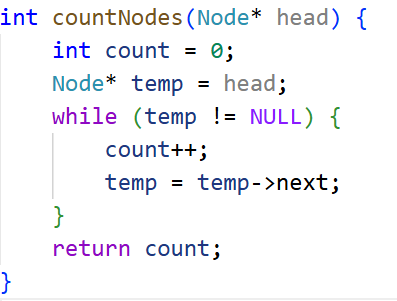 int countNodes(Node* head) {
    int count = 0;
    Node* temp = head;
    while (temp != NULL) {
        count++;
        temp = temp->next;
    }
    return count;
}